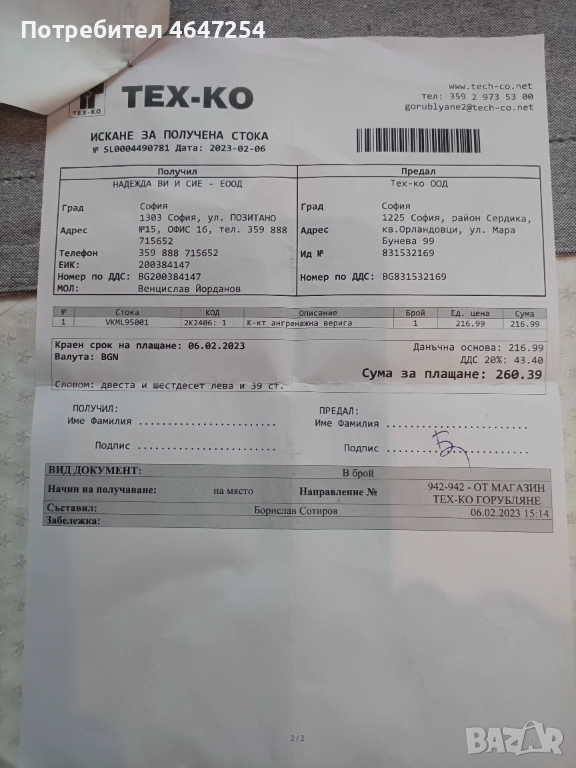 Потребител 4647254
ТЕХ-КО
ТЕХ-КО
www.tech-co.net
тел: 359 2 973 53 00
gorublyane2@tech-co.net
ИСКАНЕ ЗА ПОЛУЧЕНА СТОКА
№ SL0004490781 Дата: 2023-02-06
Получил
НАДЕЖДА ВИ И СИЕ - ЕООД
Град София
Адрес 1303 София, ул. ПОЗИТАНО
№15, ОФИС 16, тел. 359 888
715652
Телефон 359 888 715652
ЕИК: 200384147
Номер по ДДС: BG200384147
МОЛ: Венцислав Йорданов
Предал
Тех-ко ООД
Град София
Адрес 1225 София, район Сердика,
кв.Орландовци, ул. Мара
Бунева 99
Ид № 831532169
Номер по ДДС: BG831532169
№ Стока КОД Описание Брой Ед. цена Сума
1 VKML95001 2K2406: 1 К-кт ангренажна верига 1 216.99 216.99
Краен срок на плащане: 06.02.2023
Валута: BGN
Данъчна основа: 216.99
ДДС 20%: 43.40
Сума за плащане: 260.39
Словом: двеста и шестдесет лева и 39 ст.
ПОЛУЧИЛ:
Име Фамилия ........................
Подпис ........................
ПРЕДАЛ:
Име Фамилия ........................
Подпис ........................
ВИД ДОКУМЕНТ: В брой
Начин на получаване: на място Направление № 942-942 - ОТ МАГАЗИН
ТЕХ-КО ГОРУБЛЯНЕ
Съставил: Борислав Сотиров 06.02.2023 15:14
Забележка:
2 / 2
BAZAR